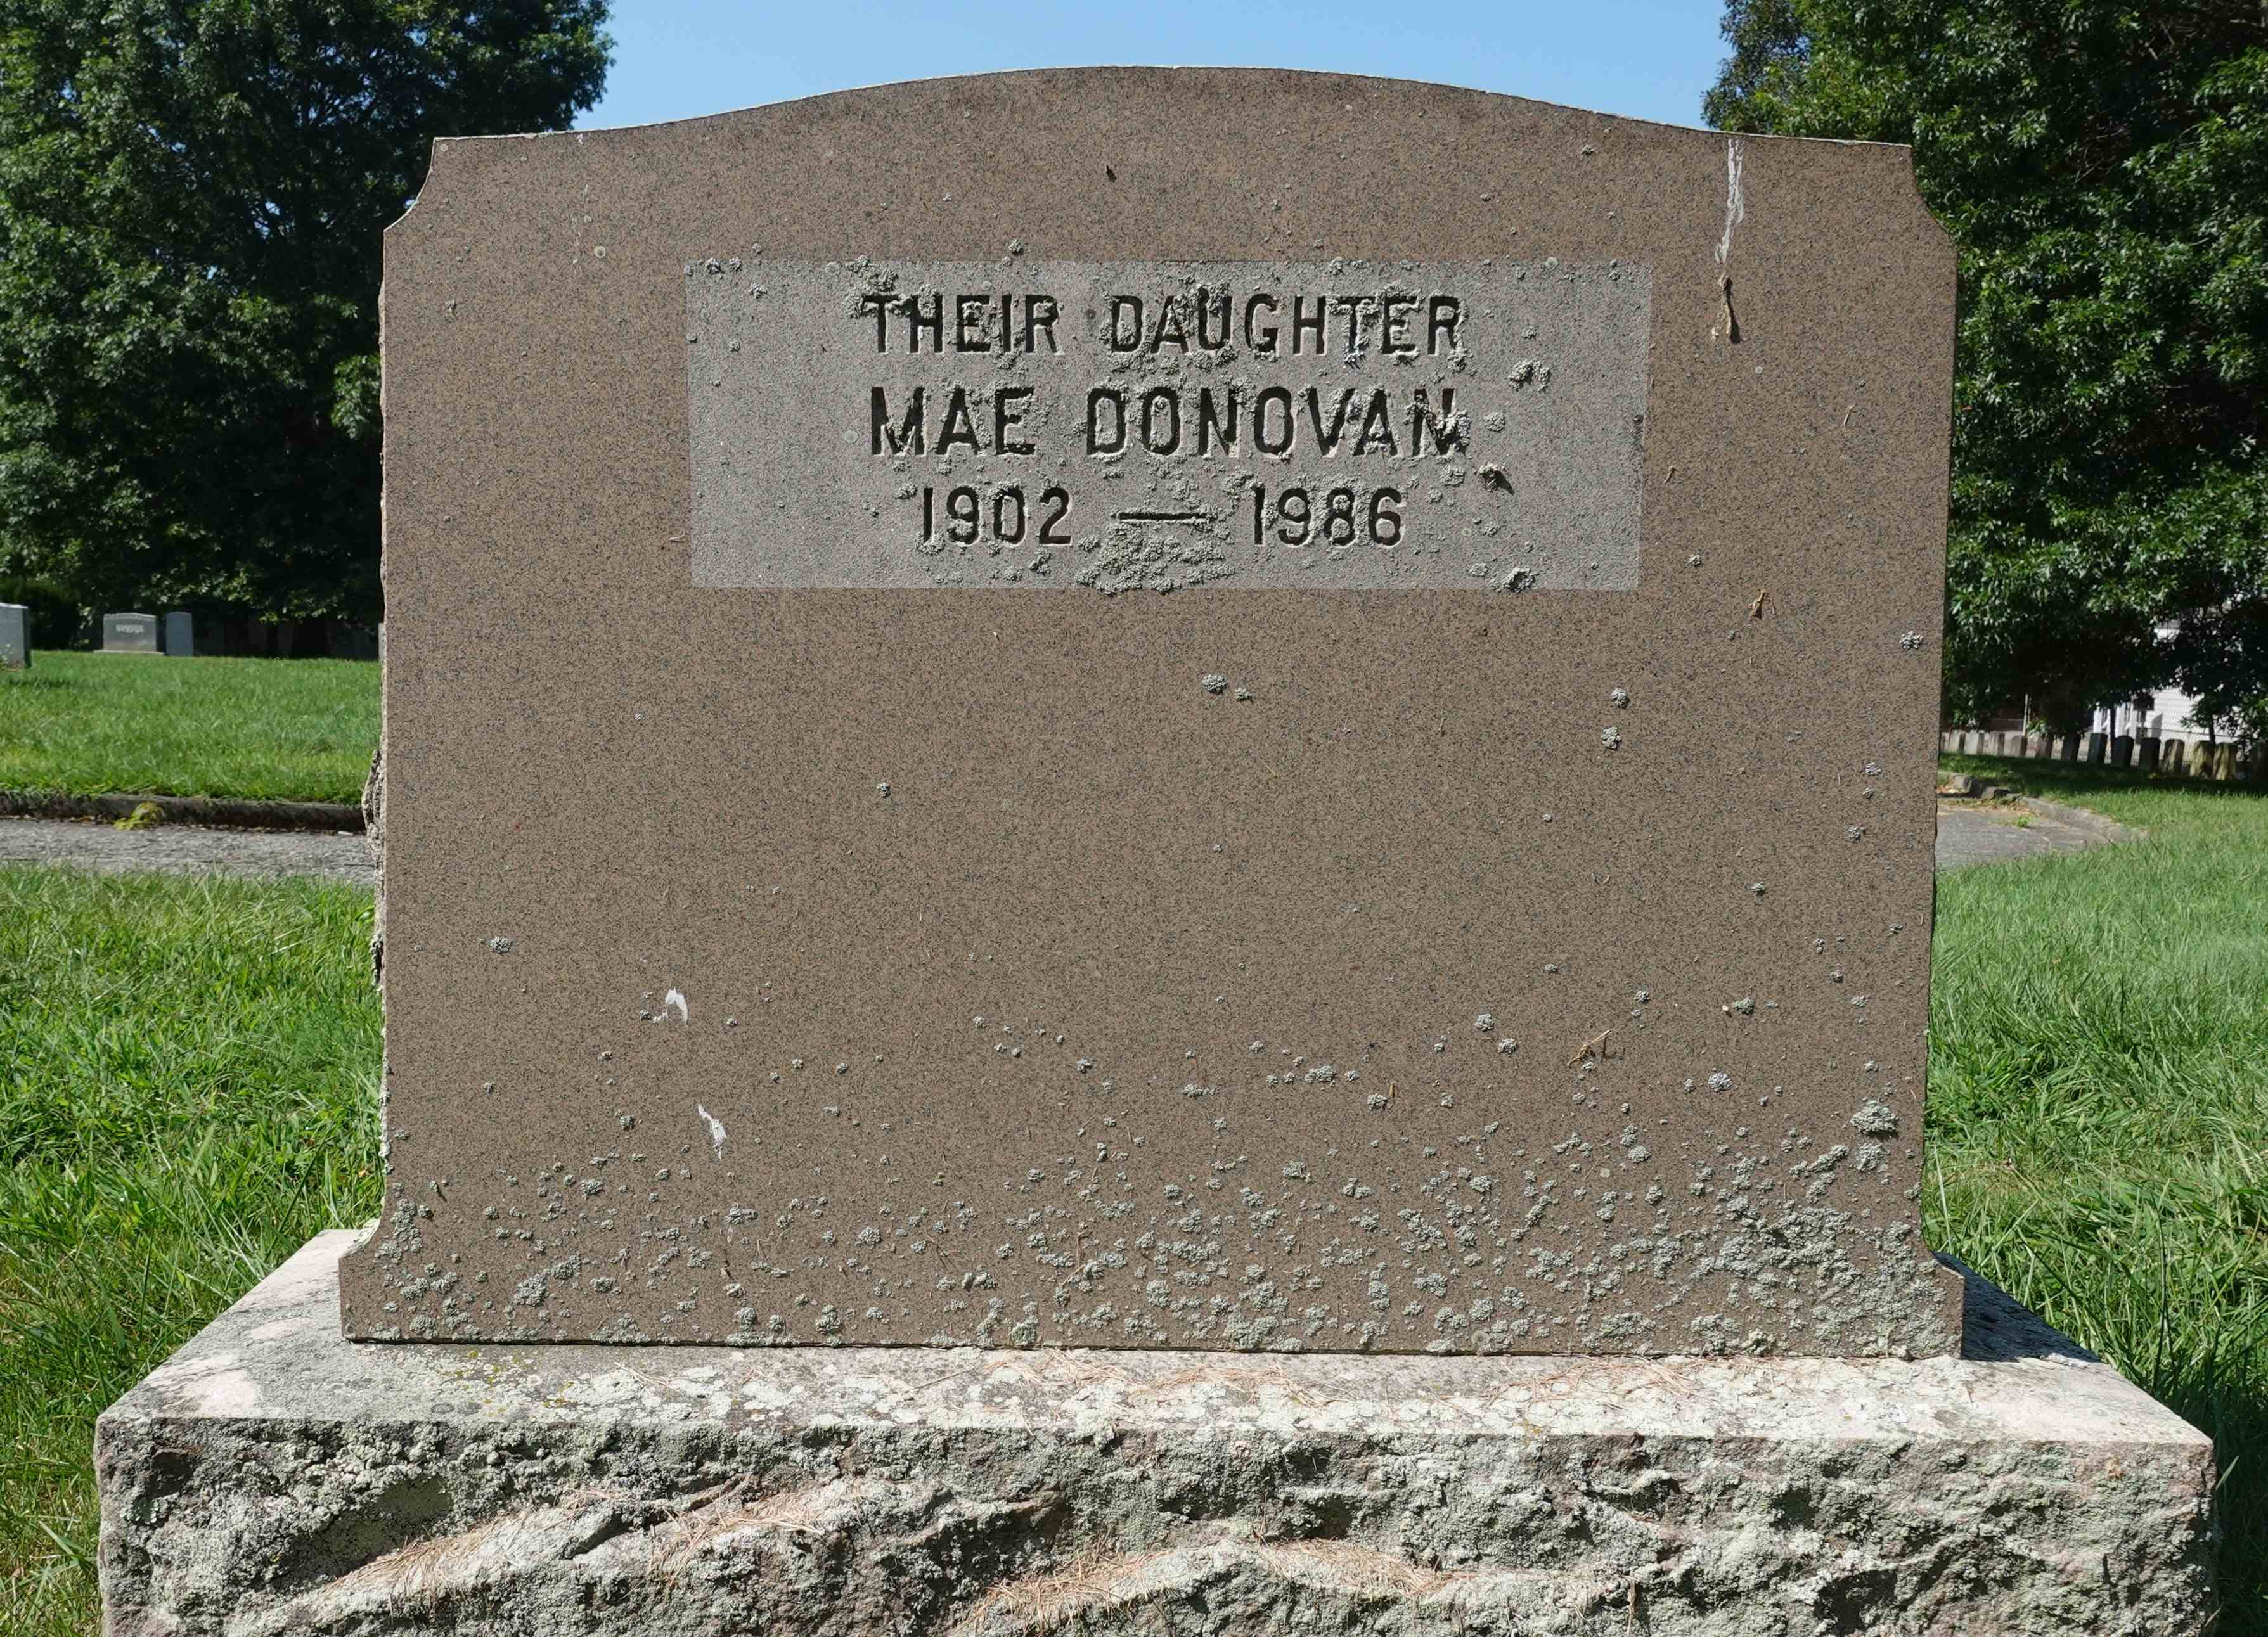 THEIR DAUGHTER
MAE DONOVAN
1902 — 1986